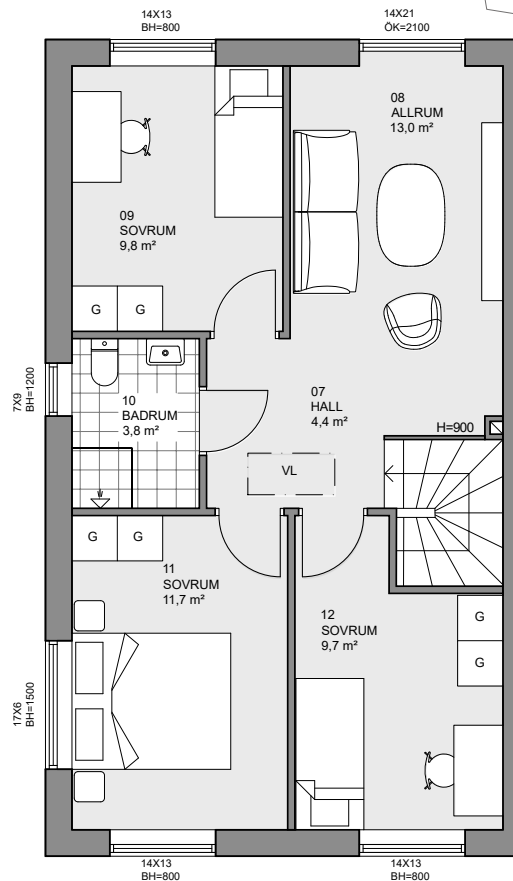 14X13
BH=800
14X21
ÖK=2100
08
ALLRUM
13,0 m²
09
SOVRUM
9,8 m²
G
G
7X9
BH=1200
10
BADRUM
3,8 m²
07
HALL
4,4 m²
H=900
VL
G
G
11
SOVRUM
11,7 m²
12
SOVRUM
9,7 m²
G
G
17X6
BH=1500
14X13
BH=800
14X13
BH=800